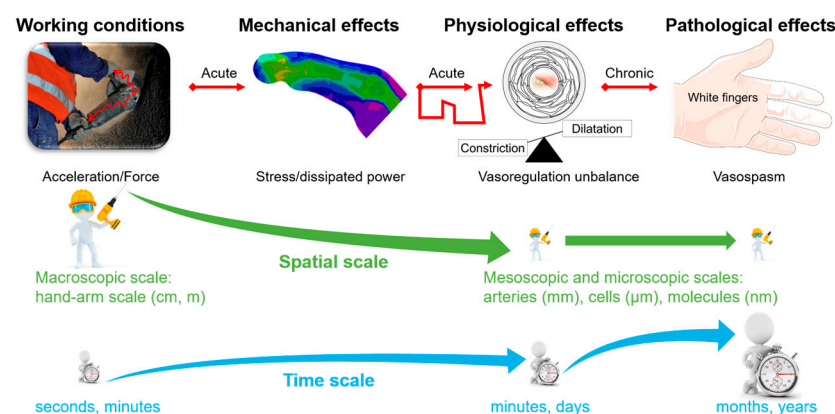 Working conditions
Mechanical effects
Physiological effects
Pathological effects
Acute
Acute
Chronic
White fingers
Dilatation
Constriction
Acceleration/Force
Stress/dissipated power
Vasoregulation unbalance
Vasospasm
Spatial scale
Macroscopic scale:
hand-arm scale (cm, m)
Mesoscopic and microscopic scales:
arteries (mm), cells (µm), molecules (nm)
Time scale
seconds, minutes
minutes, days
months, years